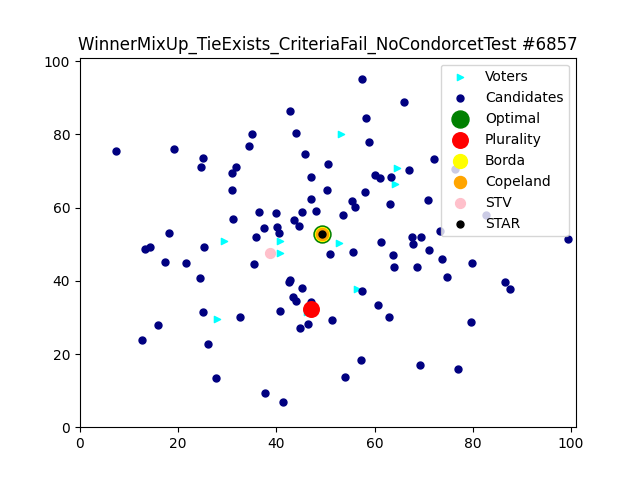 WinnerMixUp_TieExists_CriteriaFail_NoCondorcetTest #6857
100
80
60
40
20
0
0 20 40 60 80 100
Voters
Candidates
Optimal
Plurality
Borda
Copeland
STV
STAR